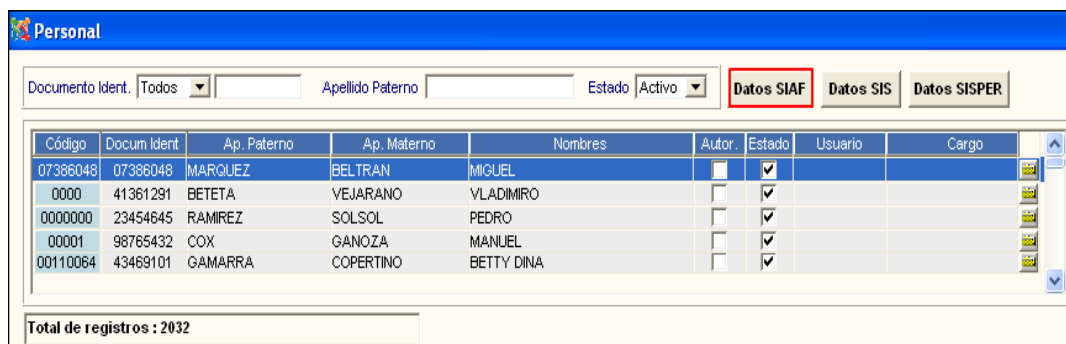 Personal
Documento Ident. Todos Apellido Paterno Estado Activo Datos SIAF Datos SIS Datos SISPER
Código Docum Ident Ap. Paterno Ap. Materno Nombres Autor. Estado Usuario Cargo
07386048 07386048 MARQUEZ BELTRAN MIGUEL
0000 41361291 BETETA VEJARANO VLADIMIRO
0000000 23454645 RAMIREZ SOLSOL PEDRO
00001 98765432 COX GANOZA MANUEL
00110064 43469101 GAMARRA COPERTINO BETTY DINA
Total de registros : 2032